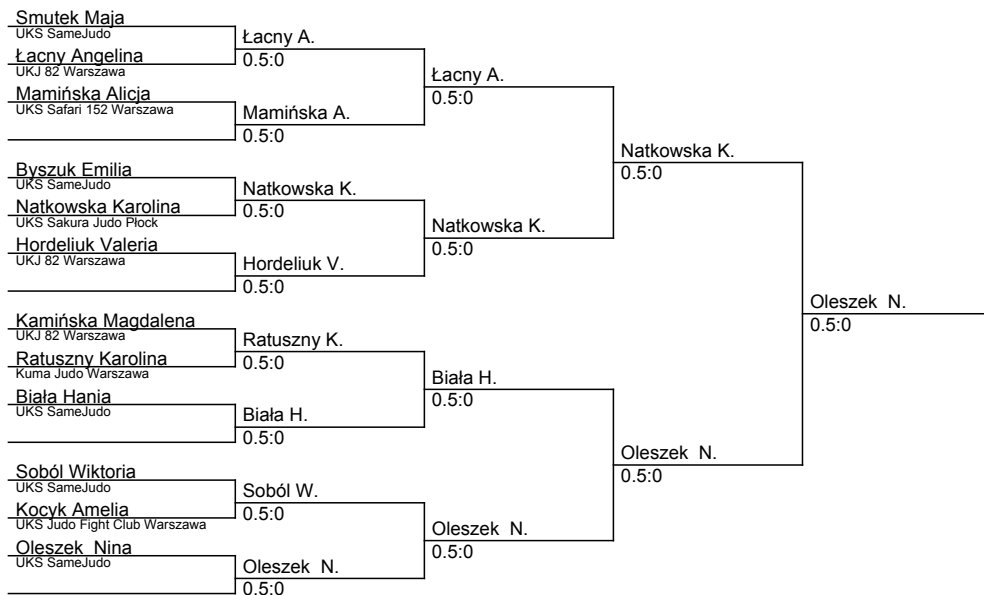 Smutek Maja
UKS SameJudo
Łacny Angelina
UKJ 82 Warszawa
Mamińska Alicja
UKS Safari 152 Warszawa
Byszuk Emilia
UKS SameJudo
Natkowska Karolina
UKS Sakura Judo Płock
Hordeliuk Valeria
UKJ 82 Warszawa
Kamińska Magdalena
UKJ 82 Warszawa
Ratuszny Karolina
Kuma Judo Warszawa
Biała Hania
UKS SameJudo
Soból Wiktoria
UKS SameJudo
Kocyk Amelia
UKS Judo Fight Club Warszawa
Oleszek  Nina
UKS SameJudo
Łacny A.
0.5:0
Mamińska A.
0.5:0
Natkowska K.
0.5:0
Hordeliuk V.
0.5:0
Ratuszny K.
0.5:0
Biała H.
0.5:0
Soból W.
0.5:0
Oleszek  N.
0.5:0
Łacny A.
0.5:0
Natkowska K.
0.5:0
Biała H.
0.5:0
Oleszek  N.
0.5:0
Natkowska K.
0.5:0
Oleszek  N.
0.5:0
Oleszek  N.
0.5:0